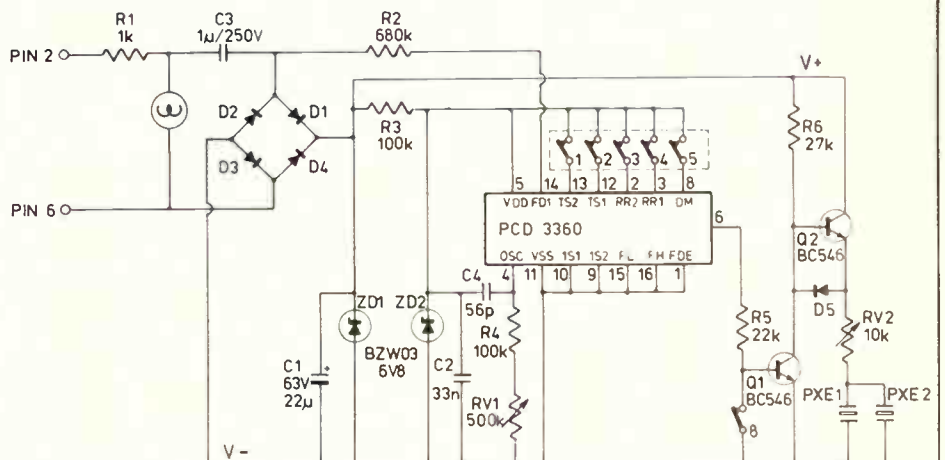 R1
1k
C3
1µ/250V
R2
680k
PIN 2
V+
D2
D1
R3
100k
R6
27k
D3
D4
1
2
3
4
5
5
14
13
12
2
3
8
VDD FD1 TS2 TS1 RR2 RR1 DM
PIN 6
PCD 3360
6
Q2
BC546
OSC VSS 1S1 1S2 FL FH FDE
4
11
10
9
15
16
1
C4
56p
ZD1
ZD2
D5
R4
100k
R5
22k
RV2
10k
BZW03
6V8
C1
63V
22µ
+
C2
33n
Q1
BC546
PXE1
PXE2
RV1
500k
8
V-